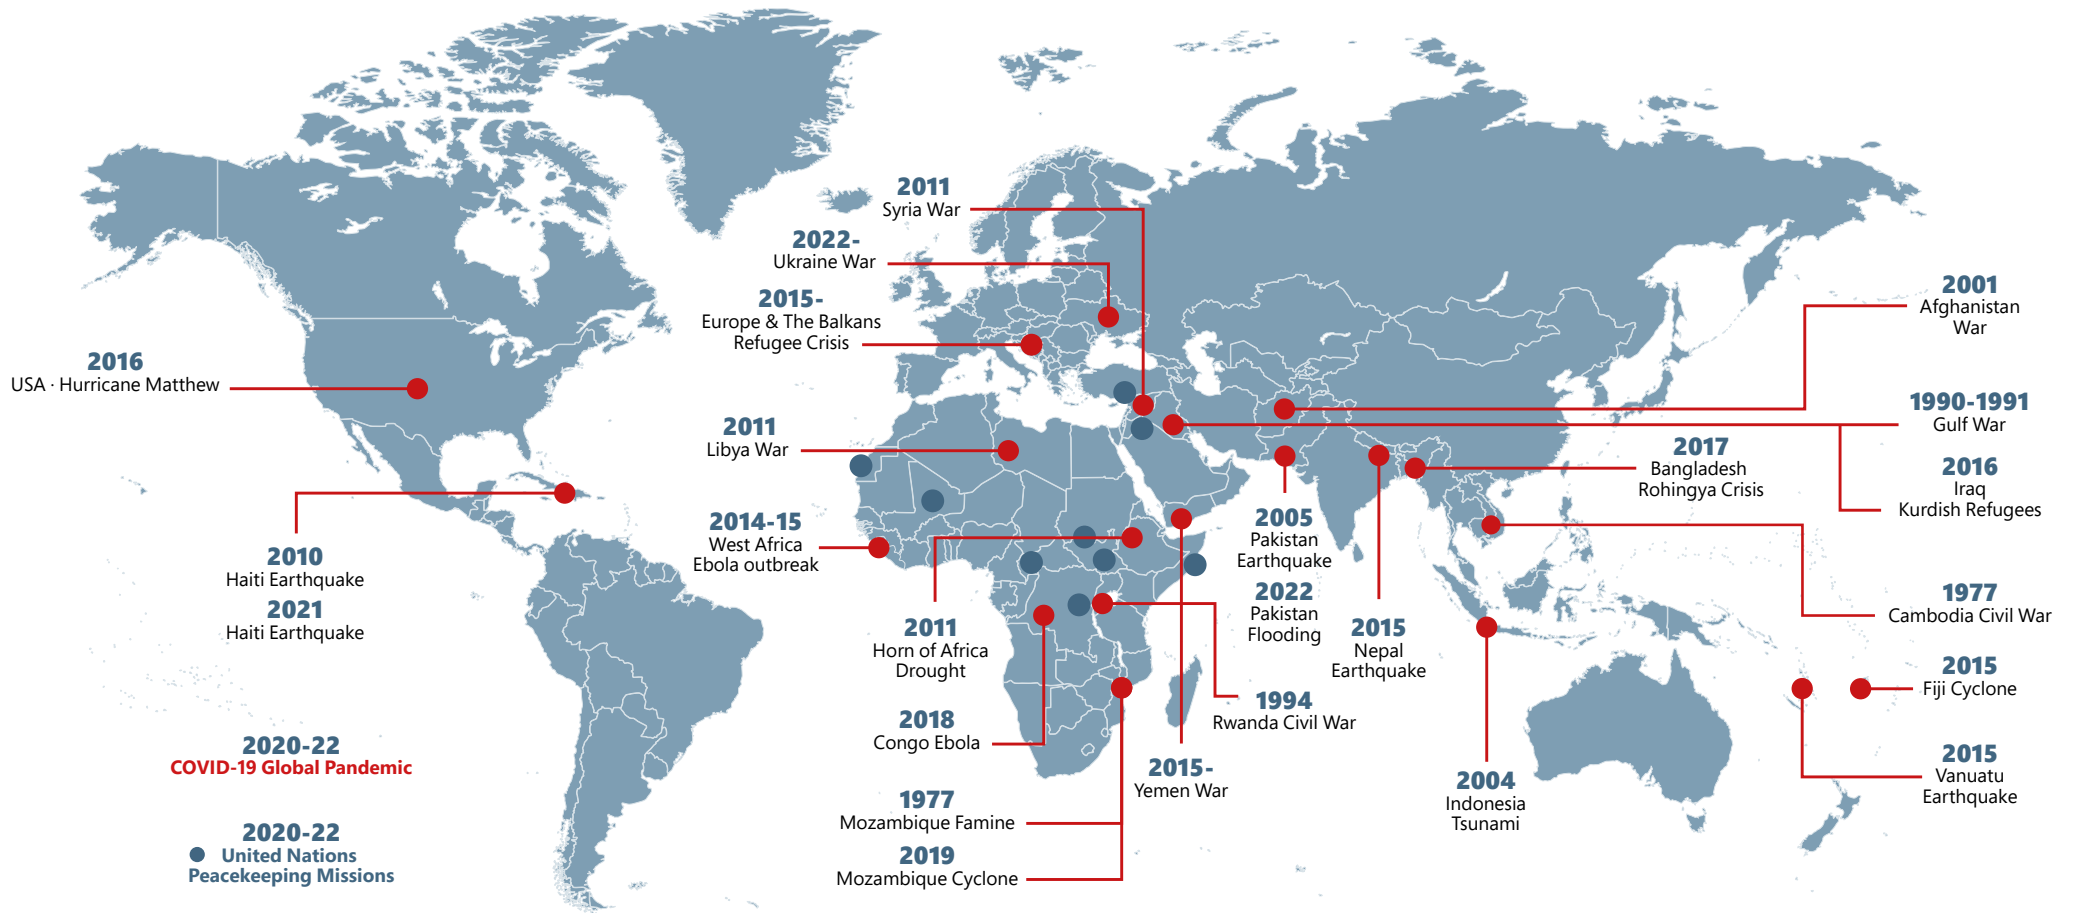 2011
Syria War
2022-
Ukraine War
2015-
Europe & The Balkans
Refugee Crisis
2016
USA · Hurricane Matthew
2011
Libya War
2010
Haiti Earthquake
2021
Haiti Earthquake
2014-15
West Africa
Ebola outbreak
2011
Horn of Africa
Drought
2018
Congo Ebola
1977
Mozambique Famine
2019
Mozambique Cyclone
2020-22
COVID-19 Global Pandemic
2020-22
United Nations
Peacekeeping Missions
2015-
Yemen War
1994
Rwanda Civil War
2005
Pakistan
Earthquake
2022
Pakistan
Flooding
2015
Nepal
Earthquake
2004
Indonesia
Tsunami
2017
Bangladesh
Rohingya Crisis
2001
Afghanistan
War
1990-1991
Gulf War
2016
Iraq
Kurdish Refugees
1977
Cambodia Civil War
2015
Fiji Cyclone
2015
Vanuatu
Earthquake